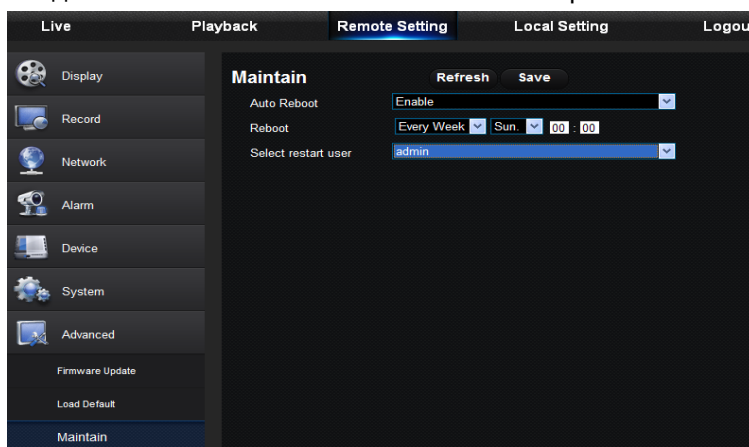 Live Playback Remote Setting Local Setting Logou
Display
Record
Network
Alarm
Device
System
Advanced
Firmware Update
Load Default
Maintain
Maintain Refresh Save
Auto Reboot Enable
Reboot Every Week Sun. 00 : 00
Select restart user admin